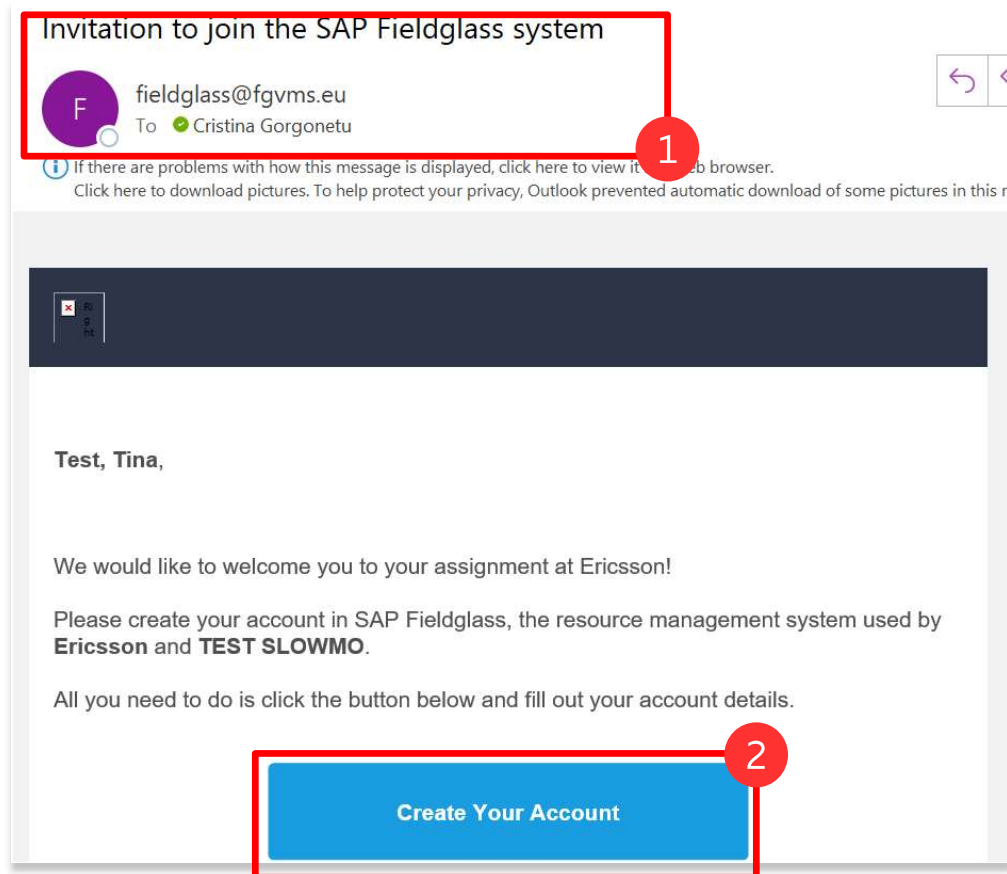 Invitation to join the SAP Fieldglass system
F
fieldglass@fgvms.eu
To Cristina Gorgonetu
1
If there are problems with how this message is displayed, click here to view it eb browser.
Click here to download pictures. To help protect your privacy, Outlook prevented automatic download of some pictures in this
Ri
g
ht
Test, Tina,
We would like to welcome you to your assignment at Ericsson!
Please create your account in SAP Fieldglass, the resource management system used by
Ericsson and TEST SLOWMO.
All you need to do is click the button below and fill out your account details.
2
Create Your Account